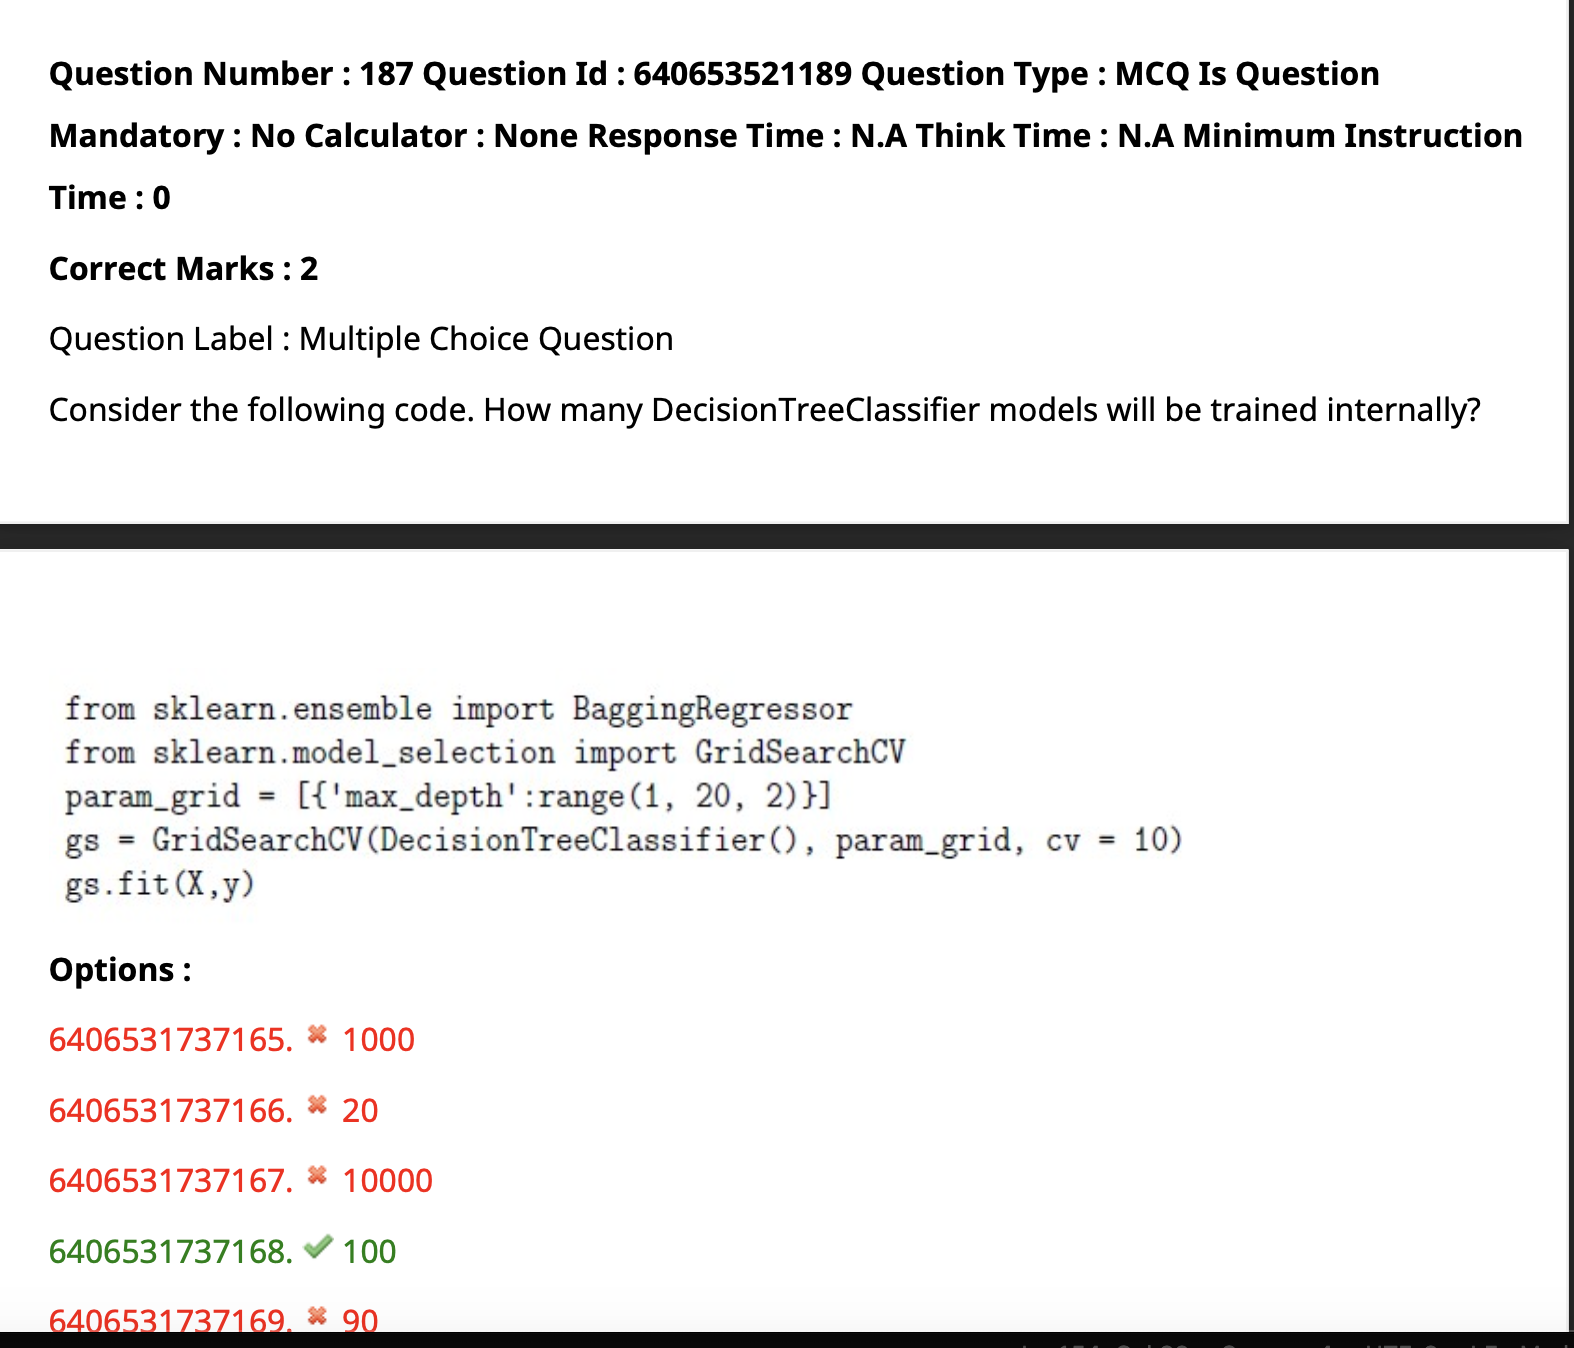 Question Number : 187 Question Id : 640653521189 Question Type : MCQ Is Question
Mandatory : No Calculator : None Response Time : N.A Think Time : N.A Minimum Instruction
Time : 0
Correct Marks : 2
Question Label : Multiple Choice Question
Consider the following code. How many DecisionTreeClassifier models will be trained internally?
from sklearn.ensemble import BaggingRegressor
from sklearn.model_selection import GridSearchCV
param_grid = [{'max_depth':range(1, 20, 2)}]
gs = GridSearchCV(DecisionTreeClassifier(), param_grid, cv = 10)
gs.fit(X,y)
Options :
6406531737165. ✖ 1000
6406531737166. ✖ 20
6406531737167. ✖ 10000
6406531737168. ✔ 100
6406531737169. ✖ 90